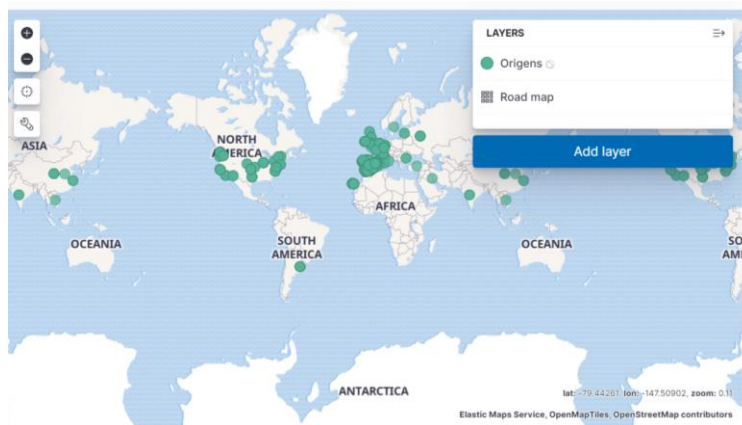 LAYERS
Origens
Road map
Add layer
ASIA
NORTH
AMERICA
AFRICA
OCEANIA
SOUTH
AMERICA
OCEANIA
SO
AM
ANTARCTICA
lat: -79.44261, lon: -147.50902, zoom: 0.11
Elastic Maps Service, OpenMapTiles, OpenStreetMap contributors